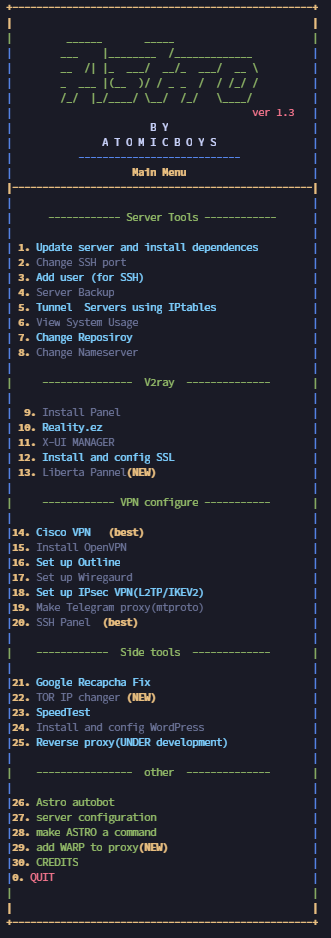 ver 1.3
BY
ATOMICBOYS
Main Menu
Server Tools
1. Update server and install dependences
2. Change SSH port
3. Add user (for SSH)
4. Server Backup
5. Tunnel Servers using IPtables
6. View System Usage
7. Change Reposiroy
8. Change Nameserver
V2ray
9. Install Panel
10. Reality.ez
11. X-UI MANAGER
12. Install and config SSL
13. Liberta Pannel(NEW)
VPN configure
14. Cisco VPN (best)
15. Install OpenVPN
16. Set up Outline
17. Set up Wiregaurd
18. Set up IPsec VPN(L2TP/IKEV2)
19. Make Telegram proxy(mtproto)
20. SSH Panel (best)
Side tools
21. Google Recapcha Fix
22. TOR IP changer (NEW)
23. SpeedTest
24. Install and config WordPress
25. Reverse proxy(UNDER development)
other
26. Astro autobot
27. server configuration
28. make ASTRO a command
29. add WARP to proxy(NEW)
30. CREDITS
0. QUIT